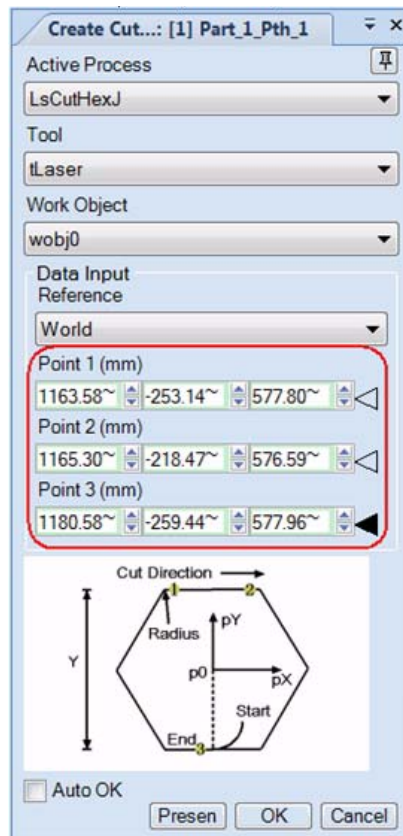 Create Cut...: [1] Part_1_Pth_1
Active Process
LsCutHexJ
Tool
tLaser
Work Object
wobj0
Data Input
Reference
World
Point 1 (mm)
1163.58~ -253.14~ 577.80~
Point 2 (mm)
1165.30~ -218.47~ 576.59~
Point 3 (mm)
1180.58~ -259.44~ 577.96~
Cut Direction
1 2
Radius pY
Y
p0 pX
Start
End 3
Auto OK
Presen OK Cancel